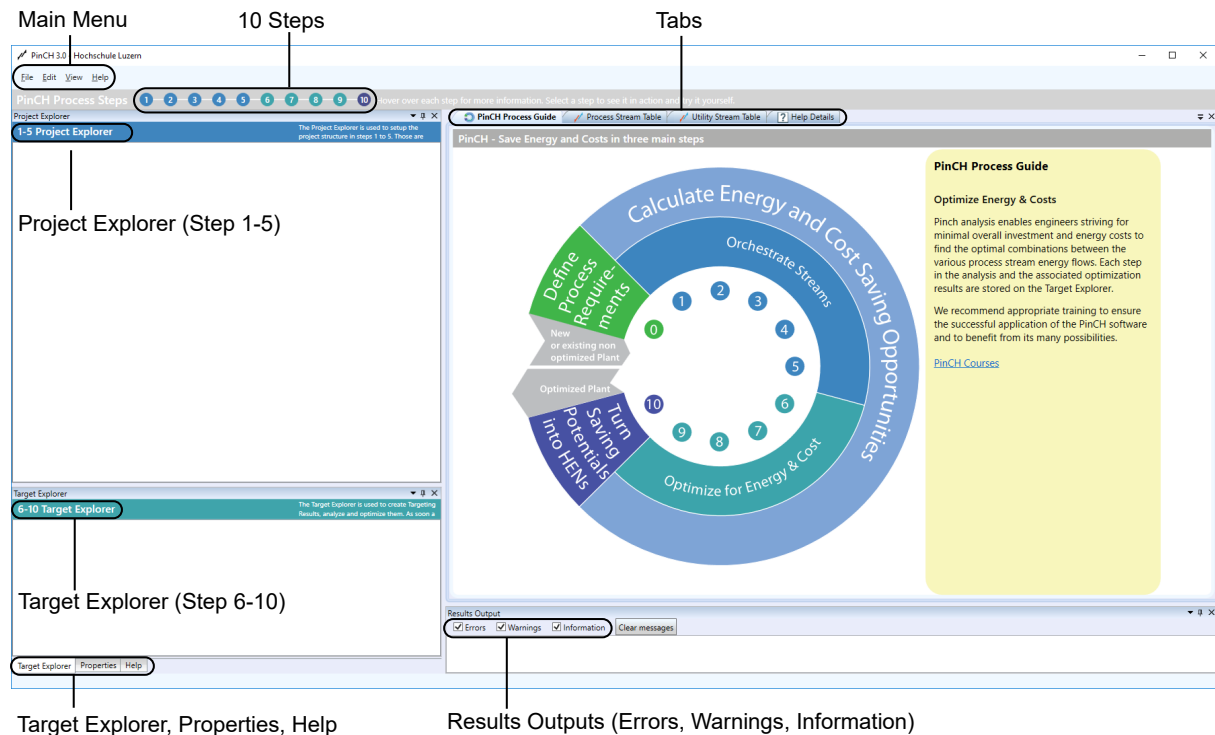 Main Menu
10 Steps
Tabs
PinCH 3.0 - Hochschule Luzern
File Edit View Help
PinCH Process Steps 1 2 3 4 5 6 7 8 9 10 Hover over each step for more information. Select a step to see it in action and try it yourself.
Project Explorer
1-5 Project Explorer
The Project Explorer is used to setup the
project structure in steps 1 to 5. Those are
Project Explorer (Step 1-5)
Target Explorer
6-10 Target Explorer
The Target Explorer is used to create Targeting
Results, analyze and optimize them. As soon a
Target Explorer (Step 6-10)
Target Explorer Properties Help
Target Explorer, Properties, Help
PinCH Process Guide Process Stream Table Utility Stream Table ? Help Details
PinCH - Save Energy and Costs in three main steps
Calculate Energy and Cost Saving Opportunities
Orchestrate Streams
Define
Process
Require-
ments
New
or existing non
optimized Plant
Optimized Plant
Turn
Saving
Potentials
into HENs
Optimize for Energy & Cost
0
1
2
3
4
5
6
7
8
9
10
PinCH Process Guide
Optimize Energy & Costs
Pinch analysis enables engineers striving for
minimal overall investment and energy costs to
find the optimal combinations between the
various process stream energy flows. Each step
in the analysis and the associated optimization
results are stored on the Target Explorer.
We recommend appropriate training to ensure
the successful application of the PinCH software
and to benefit from its many possibilities.
PinCH Courses
Results Output
Errors Warnings Information Clear messages
Results Outputs (Errors, Warnings, Information)